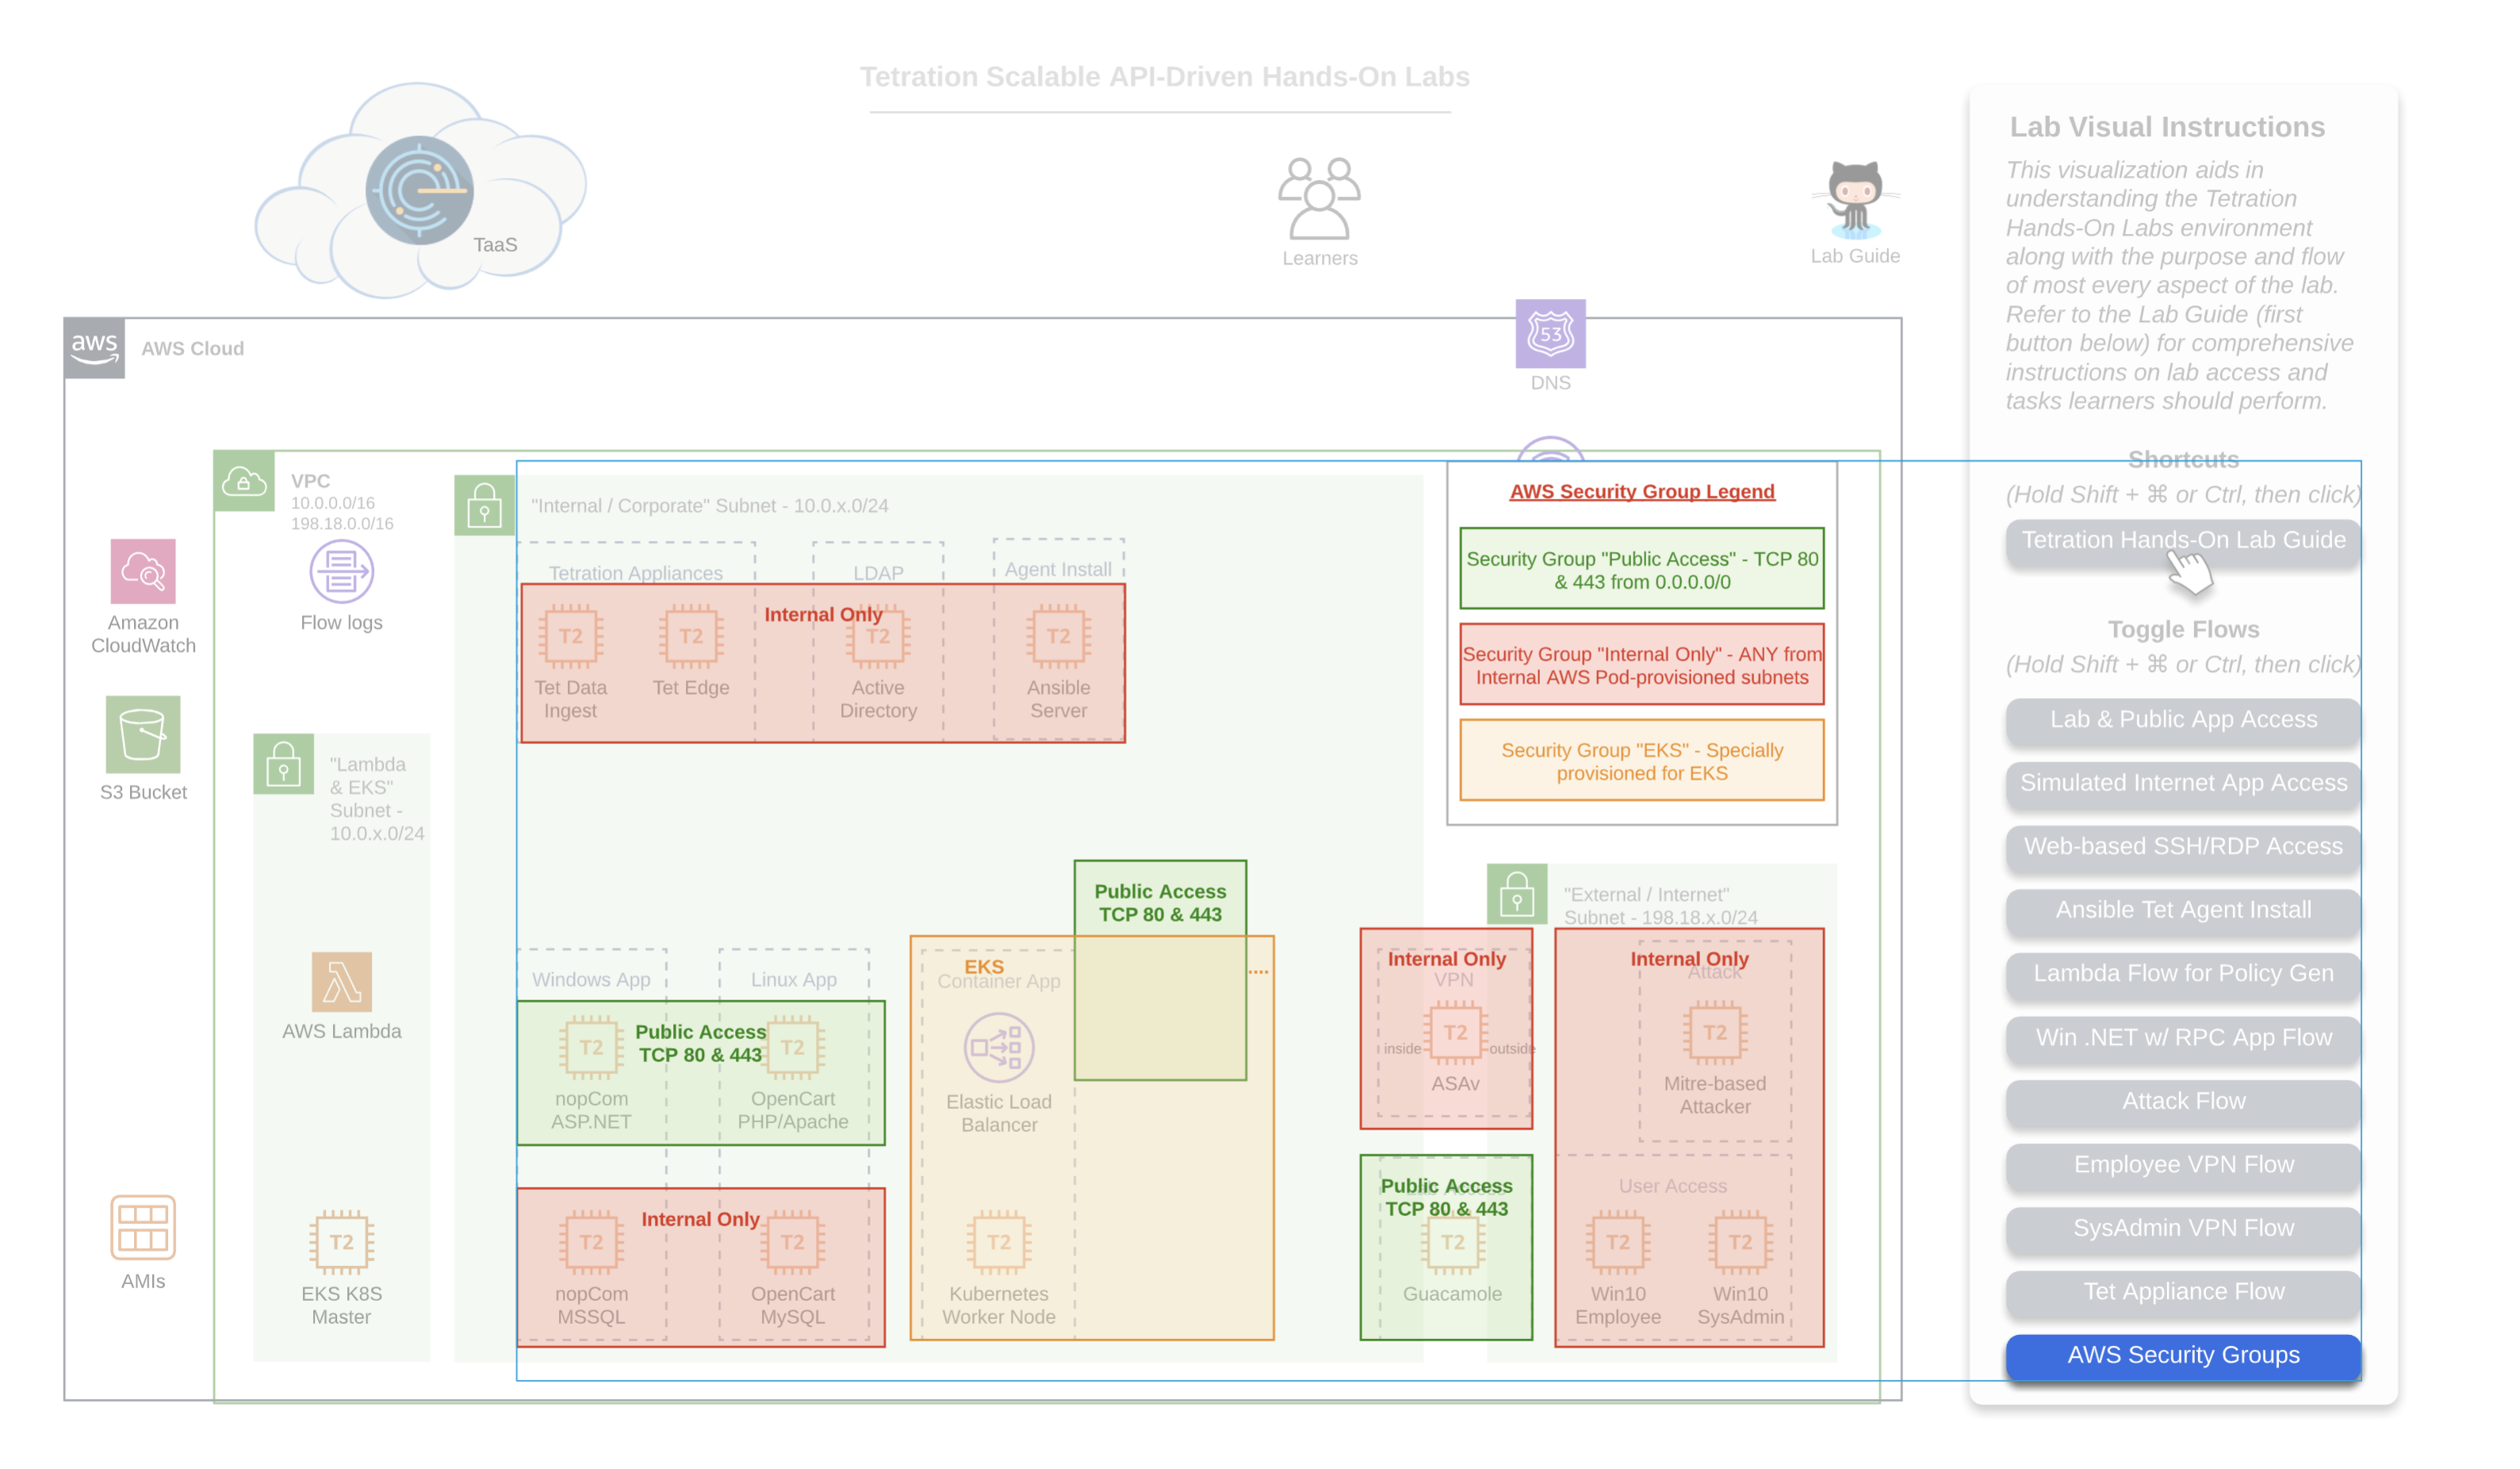 Tetration Scalable API-Driven Hands-On Labs
TaaS
Learners
Lab Guide
aws
AWS Cloud
53
DNS
VPC
10.0.0.0/16
198.18.0.0/16
Flow logs
Amazon
CloudWatch
S3 Bucket
AMIs
"Lambda
& EKS"
Subnet -
10.0.x.0/24
AWS Lambda
T2
EKS K8S
Master
"Internal / Corporate" Subnet - 10.0.x.0/24
Tetration Appliances
LDAP
Agent Install
Internal Only
T2
T2
T2
T2
Tet Data
Ingest
Tet Edge
Active
Directory
Ansible
Server
Windows App
Linux App
Public Access
TCP 80 & 443
T2
T2
nopCom
ASP.NET
OpenCart
PHP/Apache
Internal Only
T2
T2
nopCom
MSSQL
OpenCart
MySQL
Public Access
TCP 80 & 443
EKS
....
Container App
Elastic Load
Balancer
T2
Kubernetes
Worker Node
AWS Security Group Legend
Security Group "Public Access" - TCP 80
& 443 from 0.0.0.0/0
Security Group "Internal Only" - ANY from
Internal AWS Pod-provisioned subnets
Security Group "EKS" - Specially
provisioned for EKS
"External / Internet"
Subnet - 198.18.x.0/24
Internal Only
VPN
T2
inside
outside
ASAv
Public Access
TCP 80 & 443
T2
Guacamole
Internal Only
Attack
T2
Mitre-based
Attacker
User Access
T2
T2
Win10
Employee
Win10
SysAdmin
Lab Visual Instructions
This visualization aids in
understanding the Tetration
Hands-On Labs environment
along with the purpose and flow
of most every aspect of the lab.
Refer to the Lab Guide (first
button below) for comprehensive
instructions on lab access and
tasks learners should perform.
Shortcuts
(Hold Shift + ⌘ or Ctrl, then click)
Tetration Hands-On Lab Guide
Toggle Flows
(Hold Shift + ⌘ or Ctrl, then click)
Lab & Public App Access
Simulated Internet App Access
Web-based SSH/RDP Access
Ansible Tet Agent Install
Lambda Flow for Policy Gen
Win .NET w/ RPC App Flow
Attack Flow
Employee VPN Flow
SysAdmin VPN Flow
Tet Appliance Flow
AWS Security Groups